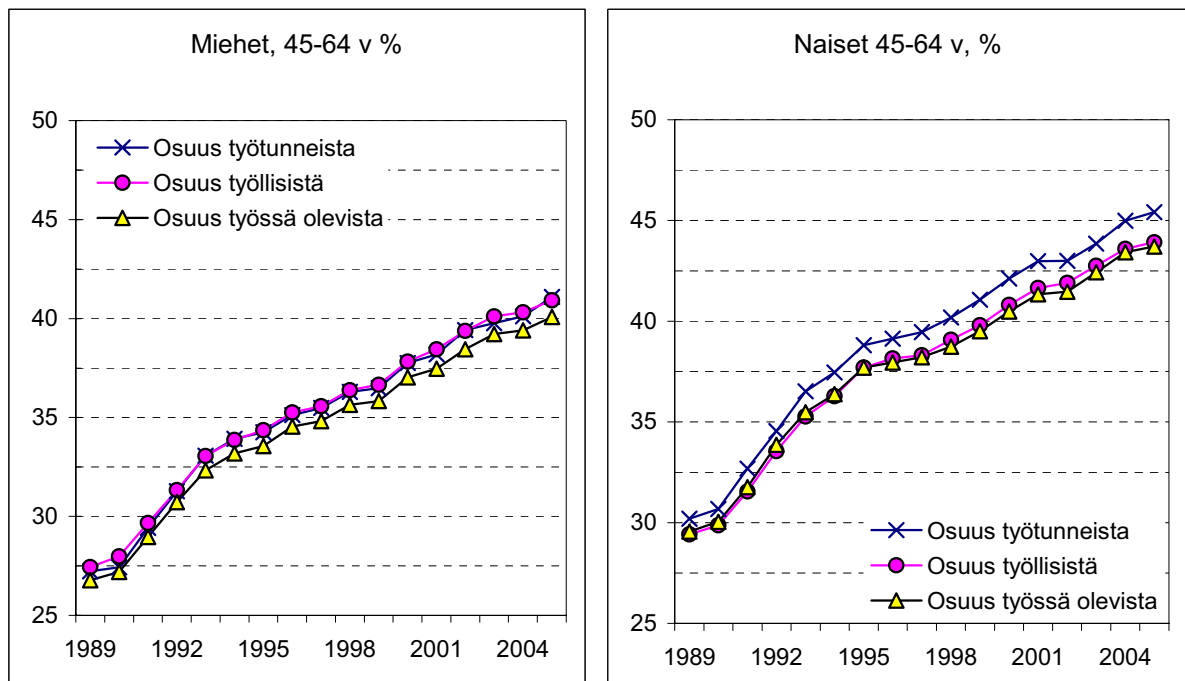 Miehet, 45-64 v %
50
45
40
35
30
25
Osuus työtunneista
Osuus työllisistä
Osuus työssä olevista
1989 1992 1995 1998 2001 2004
Naiset 45-64 v, %
50
45
40
35
30
25
Osuus työtunneista
Osuus työllisistä
Osuus työssä olevista
1989 1992 1995 1998 2001 2004